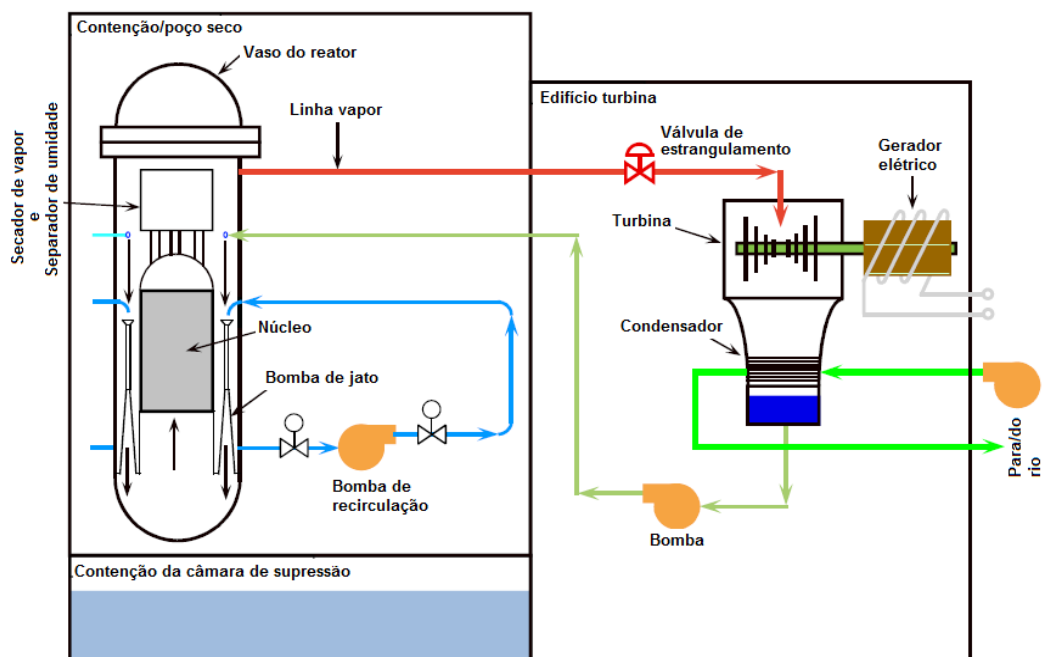 Contenção/poço seco
Vaso do reator
Linha vapor
Secador de vapor
e
Separador de umidade
Núcleo
Bomba de jato
Bomba de
recirculação
Contenção da câmara de supressão
Edifício turbina
Válvula de
estrangulamento
Gerador
elétrico
Turbina
Condensador
Bomba
Para/do
rio